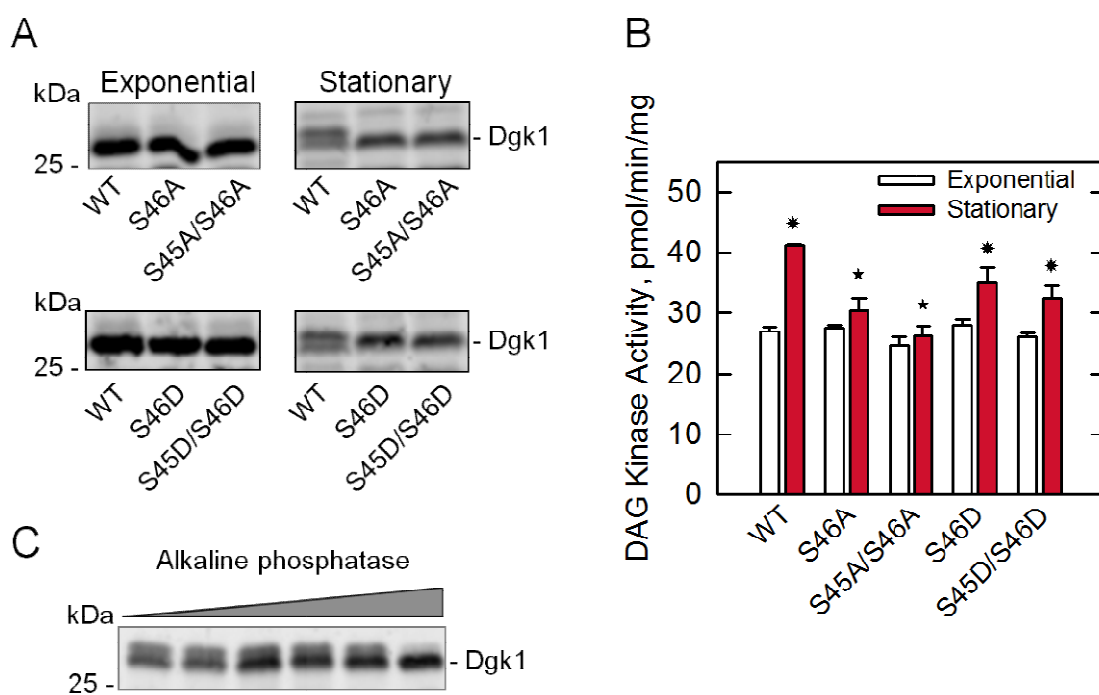 A
Exponential
Stationary
kDa
- Dgk1
25 -
WT
S46A
S45A/S46A
WT
S46A
S45A/S46A
- Dgk1
25 -
WT
S46D
S45D/S46D
WT
S46D
S45D/S46D
B
DAG Kinase Activity, pmol/min/mg
50
40
30
20
10
0
Exponential
Stationary
WT
S46A
S45A/S46A
S46D
S45D/S46D
C
Alkaline phosphatase
kDa
- Dgk1
25 -